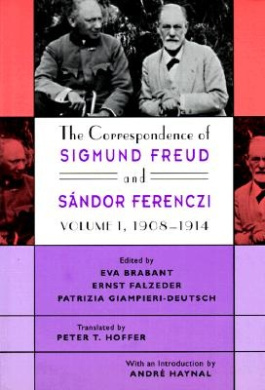 The Correspondence of
SIGMUND FREUD
and
SÁNDOR FERENCZI
VOLUME 1, 1908–1914
Edited by
EVA BRABANT
ERNST FALZEDER
PATRIZIA GIAMPIERI-DEUTSCH
Translated by
PETER T. HOFFER
With an Introduction by
ANDRÉ HAYNAL